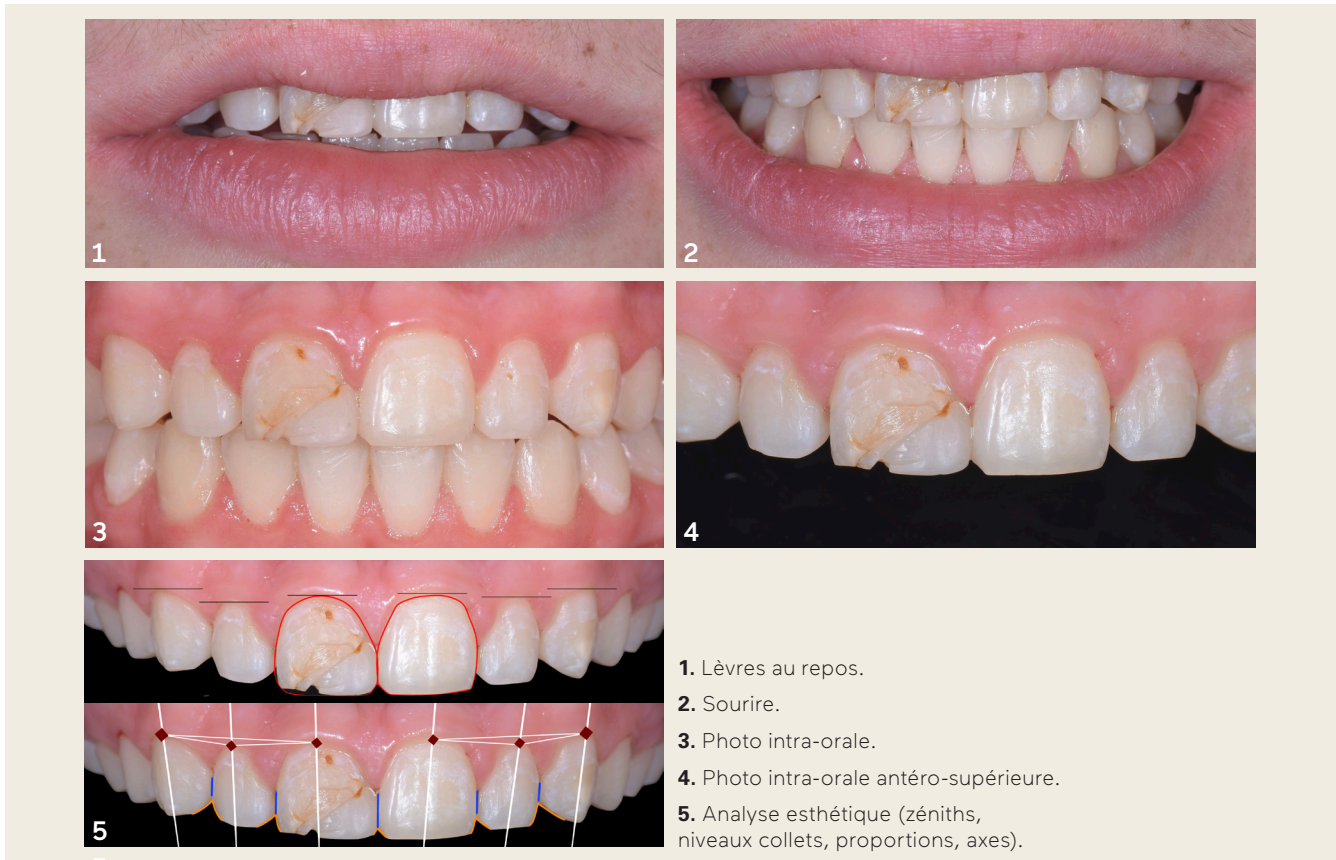 1
2
3
4
5
1. Lèvres au repos.
2. Sourire.
3. Photo intra-orale.
4. Photo intra-orale antéro-supérieure.
5. Analyse esthétique (zéniths,
niveaux collets, proportions, axes).